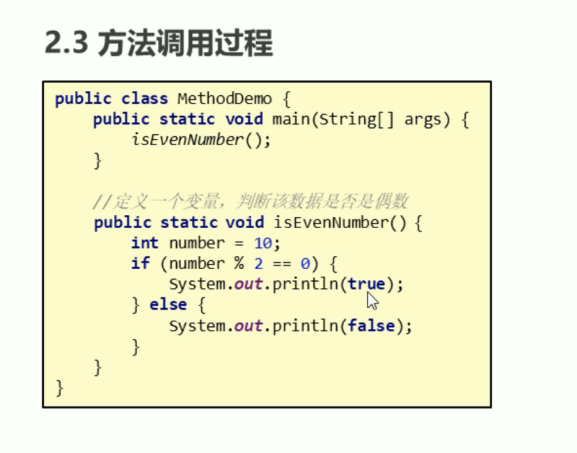 2.3 方法调用过程
public class MethodDemo {
    public static void main(String[] args) {
        isEvenNumber();
    }

    //定义一个变量，判断该数据是否是偶数
    public static void isEvenNumber() {
        int number = 10;
        if (number % 2 == 0) {
            System.out.println(true);
        } else {
            System.out.println(false);
        }
    }
}